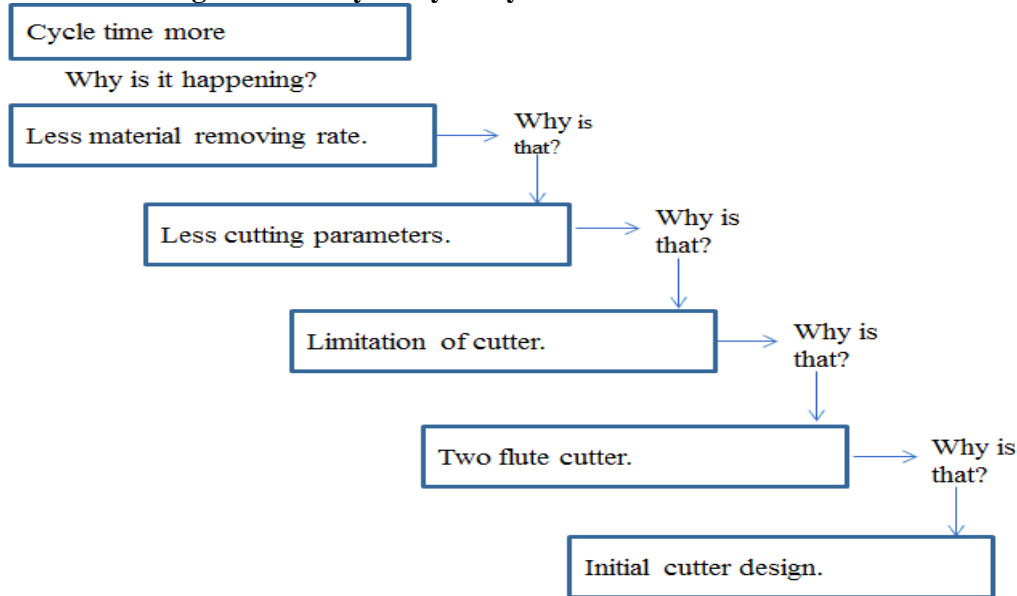 Cycle time more
Why is it happening?
Less material removing rate.
Why is
that?
Less cutting parameters.
Why is
that?
Limitation of cutter.
Why is
that?
Two flute cutter.
Why is
that?
Initial cutter design.